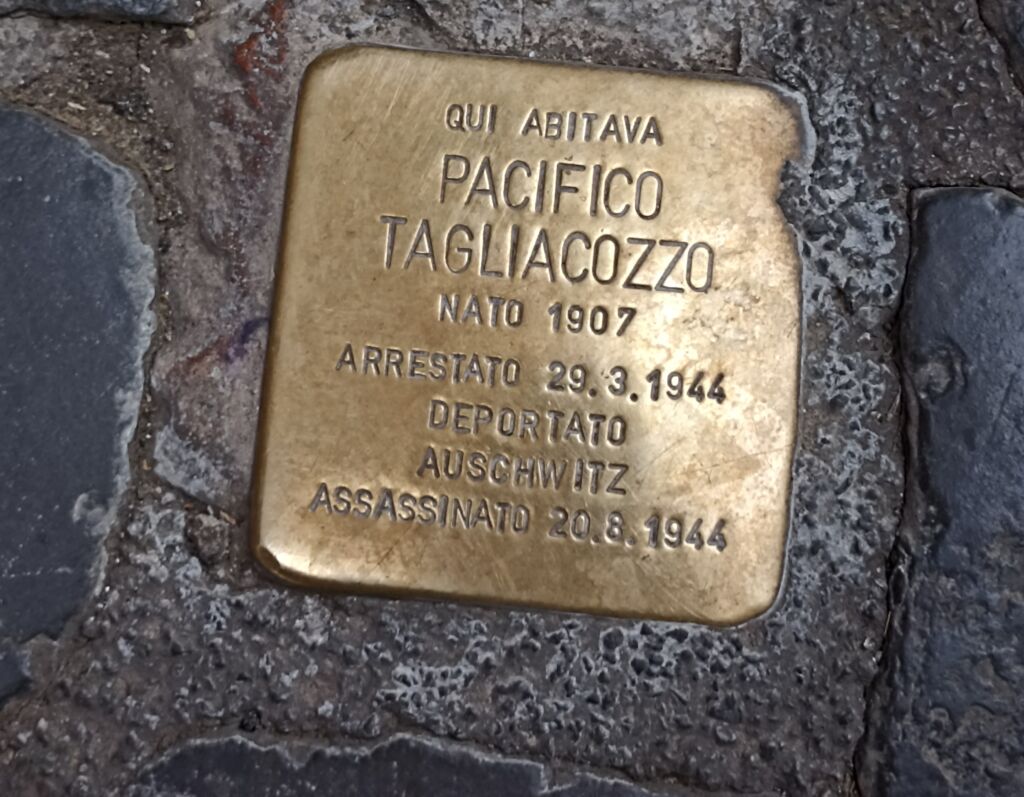 QUI ABITAVA
PACIFICO
TAGLIACOZZO
NATO 1907
ARRESTATO 29.3.1944
DEPORTATO
AUSCHWITZ
ASSASSINATO 20.8.1944